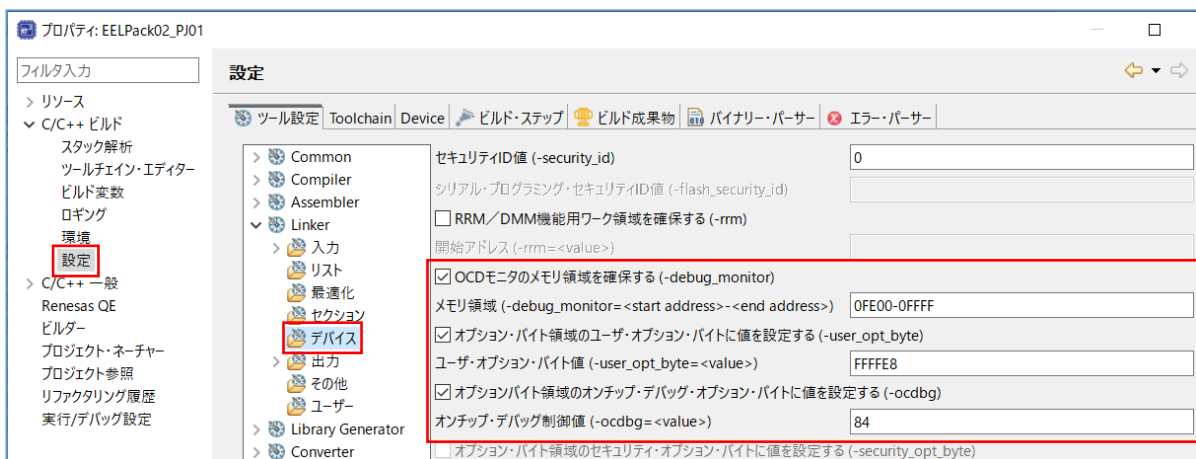 プロパティ: EELPack02_PJ01
フィルタ入力
設定
リソース
C/C++ ビルド
スタック解析
ツールチェイン・エディター
ビルド変数
ロギング
環境
設定
C/C++ 一般
Renesas QE
ビルダー
プロジェクト・ネーチャー
プロジェクト参照
リファクタリング履歴
実行/デバッグ設定
ツール設定 Toolchain Device ビルド・ステップ ビルド成果物 バイナリー・パーサー エラー・パーサー
Common
Compiler
Assembler
Linker
入力
リスト
最適化
セクション
デバイス
出力
その他
ユーザー
Library Generator
Converter
セキュリティID値 (-security_id) 0
シリアル・プログラミング・セキュリティID値 (-flash_security_id)
RRM/DMM機能用ワーク領域を確保する (-rrm)
開始アドレス (-rrm=<value>)
OCDモニタのメモリ領域を確保する (-debug_monitor)
メモリ領域 (-debug_monitor=<start address>-<end address>) 0FE00-0FFFF
オプション・バイト領域のユーザ・オプション・バイトに値を設定する (-user_opt_byte)
ユーザ・オプション・バイト値 (-user_opt_byte=<value>) FFFFE8
オプションバイト領域のオンチップ・デバッグ・オプション・バイトに値を設定する (-ocdbg)
オンチップ・デバッグ制御値 (-ocdbg=<value>) 84
オプション・バイト領域のセキュリティ・オプション・バイトに値を設定する (-security_opt_byte)